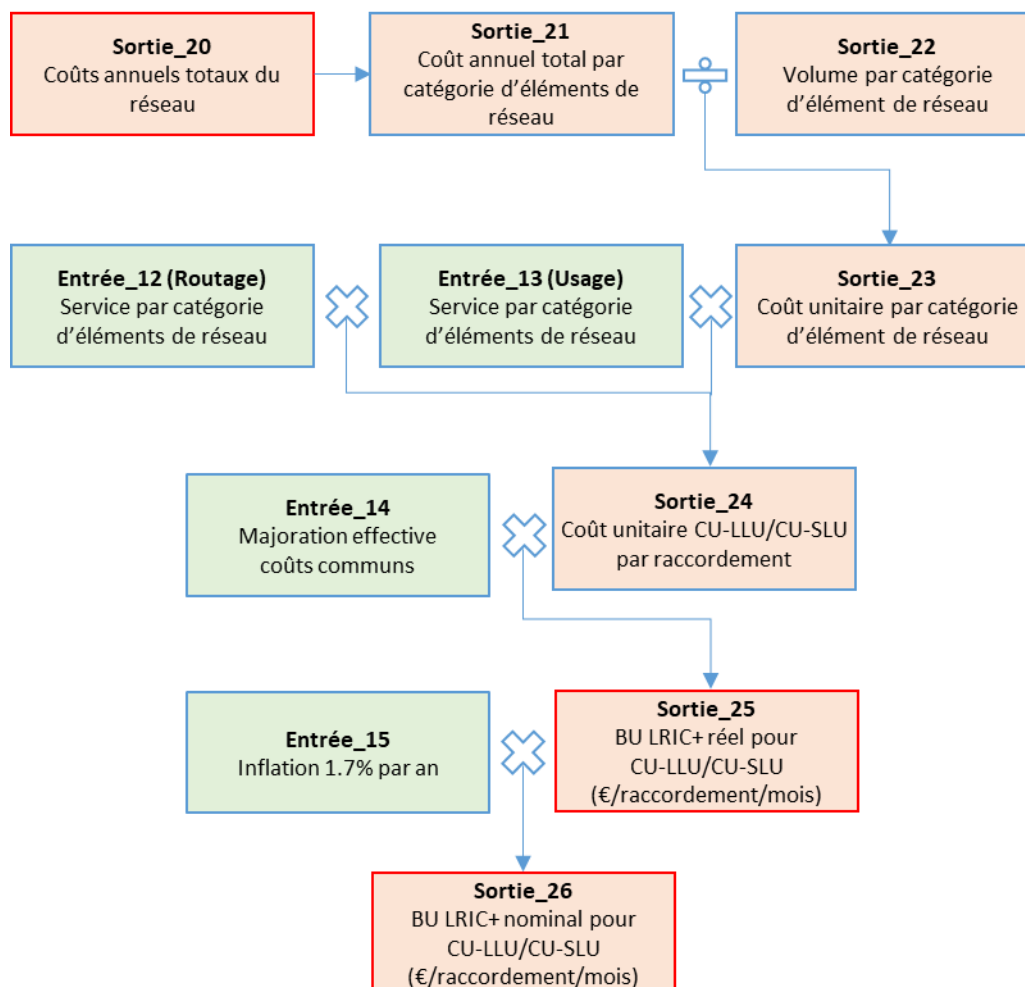 Sortie_20
Coûts annuels totaux du
réseau
Sortie_21
Coût annuel total par
catégorie d’éléments de
réseau
Sortie_22
Volume par catégorie
d’élément de réseau
Entrée_12 (Routage)
Service par catégorie
d’éléments de réseau
Entrée_13 (Usage)
Service par catégorie
d’éléments de réseau
Sortie_23
Coût unitaire par catégorie
d’élément de réseau
Entrée_14
Majoration effective
coûts communs
Sortie_24
Coût unitaire CU-LLU/CU-SLU
par raccordement
Entrée_15
Inflation 1.7% par an
Sortie_25
BU LRIC+ réel pour
CU-LLU/CU-SLU
(€/raccordement/mois)
Sortie_26
BU LRIC+ nominal pour
CU-LLU/CU-SLU
(€/raccordement/mois)